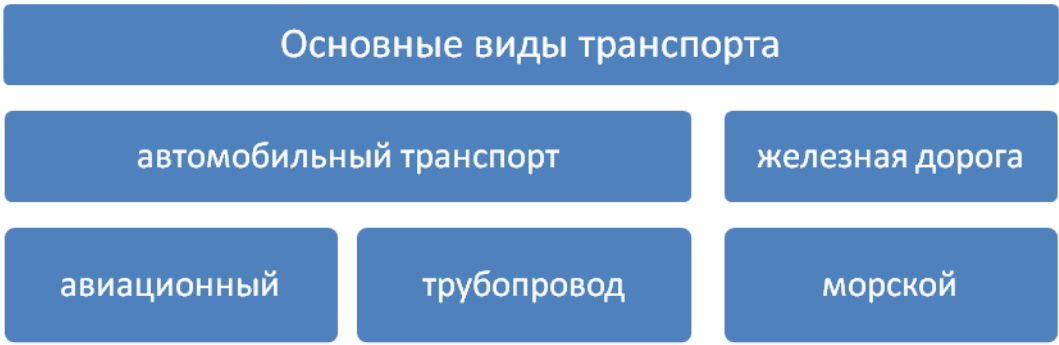 Основные виды транспорта
автомобильный транспорт
железная дорога
авиационный
трубопровод
морской